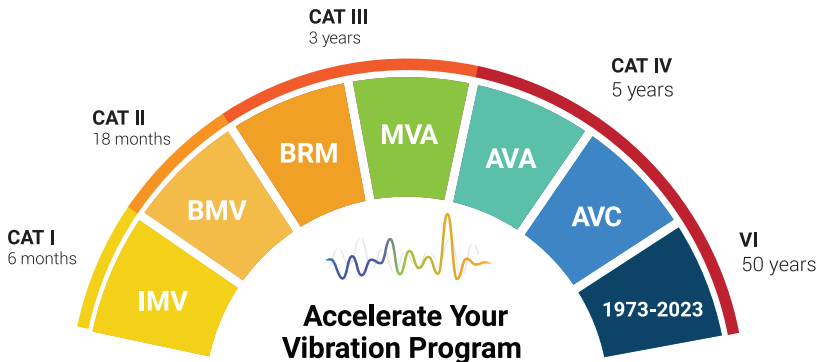 CAT III
3 years
CAT IV
5 years
CAT II
18 months
CAT I
6 months
VI
50 years
IMV
BMV
BRM
MVA
AVA
AVC
1973-2023
Accelerate Your
Vibration Program